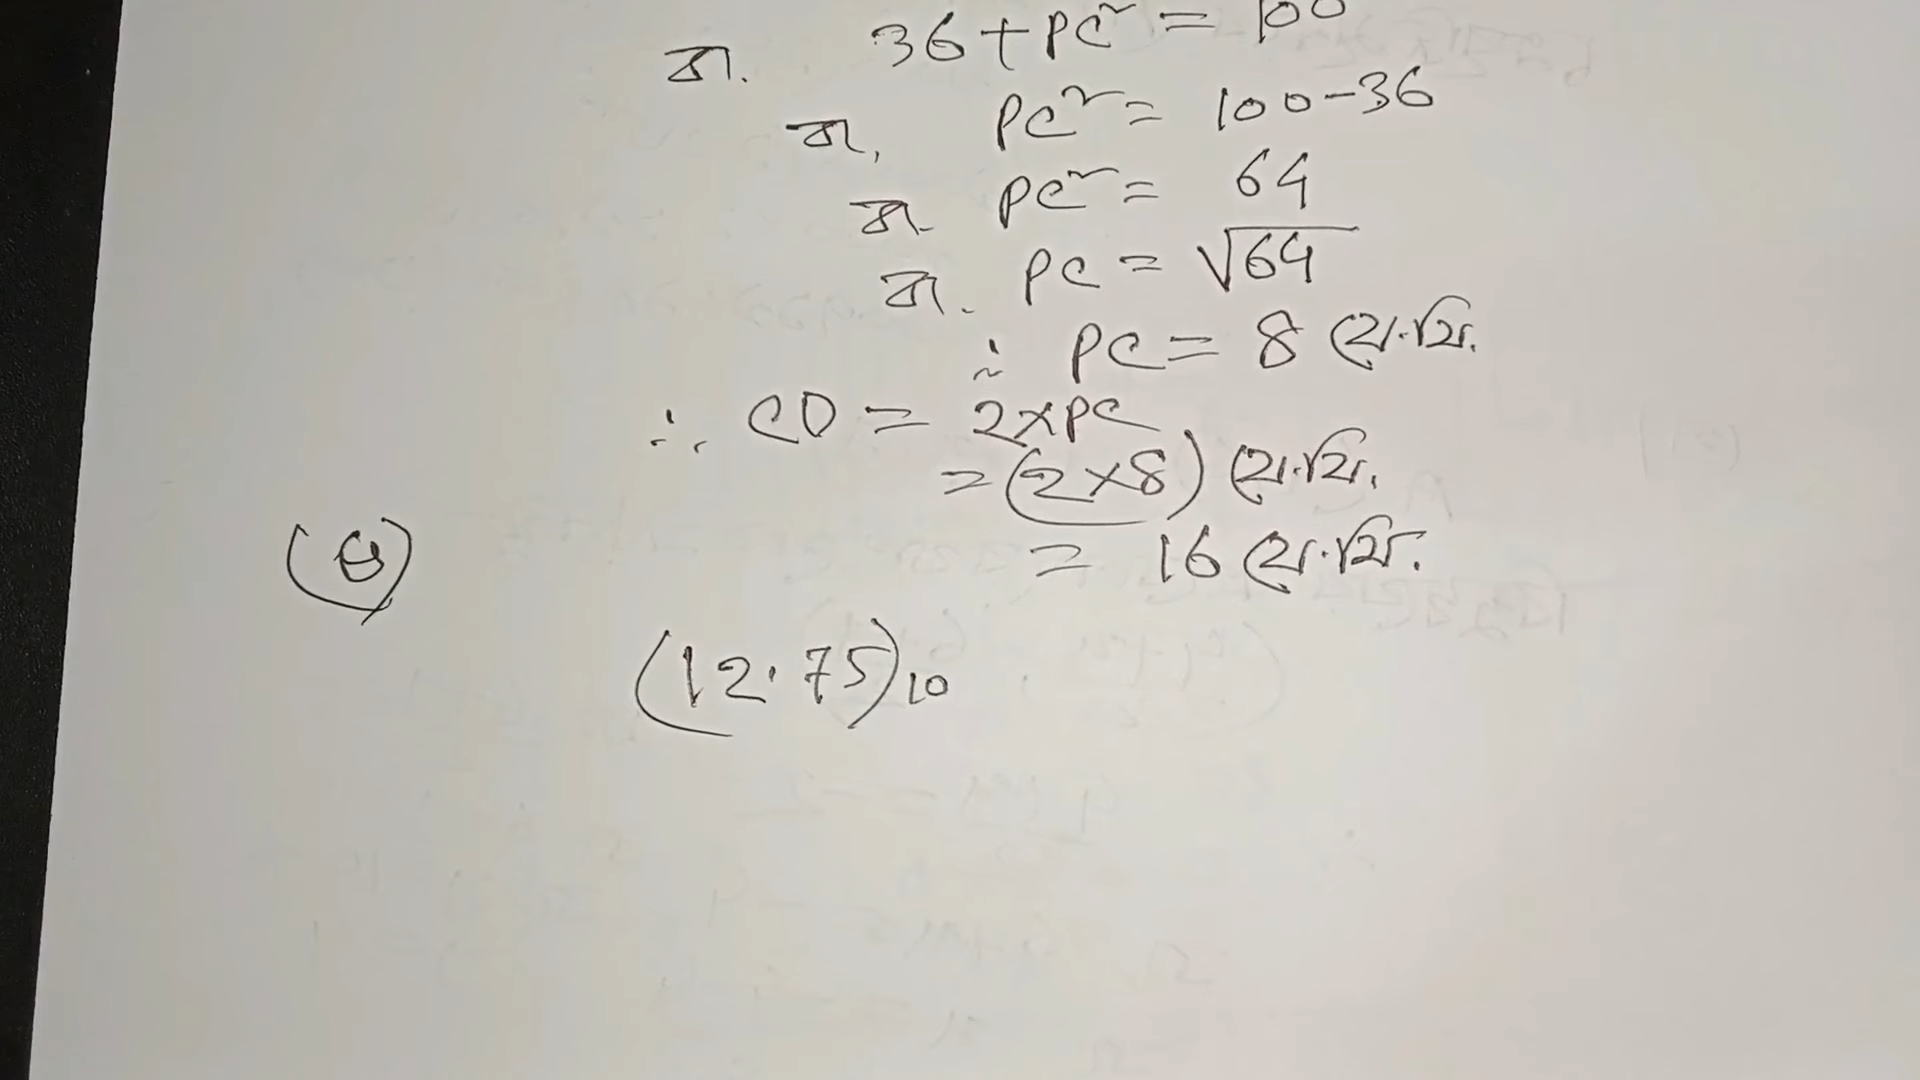 বা. 36+PC² = 100
বা, PC² = 100-36
বা. PC² = 64
বা. PC = √64
∴ PC = 8 সে.মি.
∴ CD = 2×PC
= (2×8) সে.মি.
= 16 সে.মি.
(ঙ)
(12.75)10